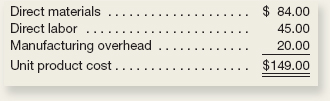 Direct materials . . . . . . . . . . . . . . . . . . . . $ 84.00
Direct labor . . . . . . . . . . . . . . . . . . . . . . . 45.00
Manufacturing overhead . . . . . . . . . . . . . 20.00
Unit product cost . . . . . . . . . . . . . . . . . . . $149.00